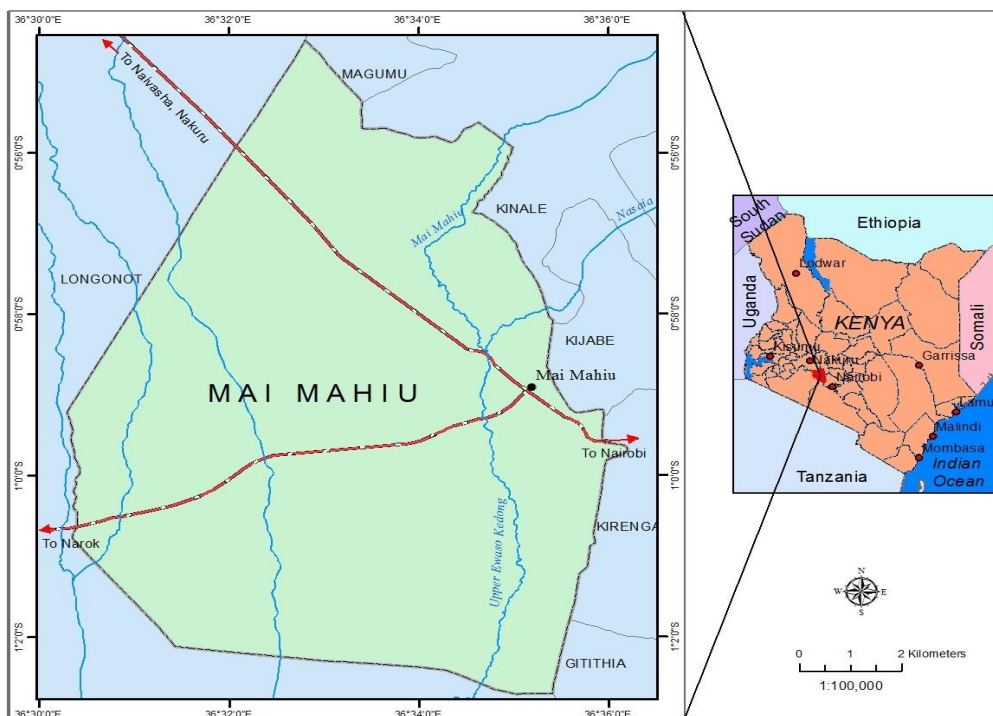 36°30'0"E
36°32'0"E
36°34'0"E
36°36'0"E
To Naivasha, Nakuru
MAGUMU
0°56'0"S
0°56'0"S
KINALE
Mai Mahiu
Nasaia
LONGONOT
0°58'0"S
0°58'0"S
KIJABE
Mai Mahiu
MAI MAHIU
To Nairobi
1°0'0"S
1°0'0"S
To Narok
KIRENGA
Upper Ewaso Kedong
1°2'0"S
1°2'0"S
GITITHIA
36°30'0"E
36°32'0"E
36°34'0"E
36°36'0"E
South
Sudan
Ethiopia
Lodwar
Uganda
KENYA
Somali
Kisumu
Nakuru
Garrissa
Nairobi
Lamu
Malindi
Mombasa
Indian
Ocean
Tanzania
N
W
E
S
0
1
2 Kilometers
1:100,000